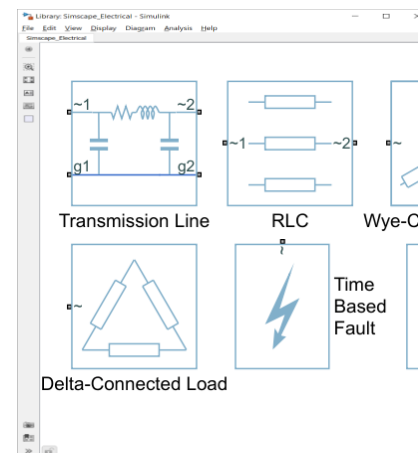 Library: Simscape_Electrical - Simulink
File Edit View Display Diagram Analysis Help
Simscape_Electrical
~1 ~2
g1 g2
Transmission Line
~1 ~2
RLC
~
Wye-C
~
Delta-Connected Load
~
Time
Based
Fault